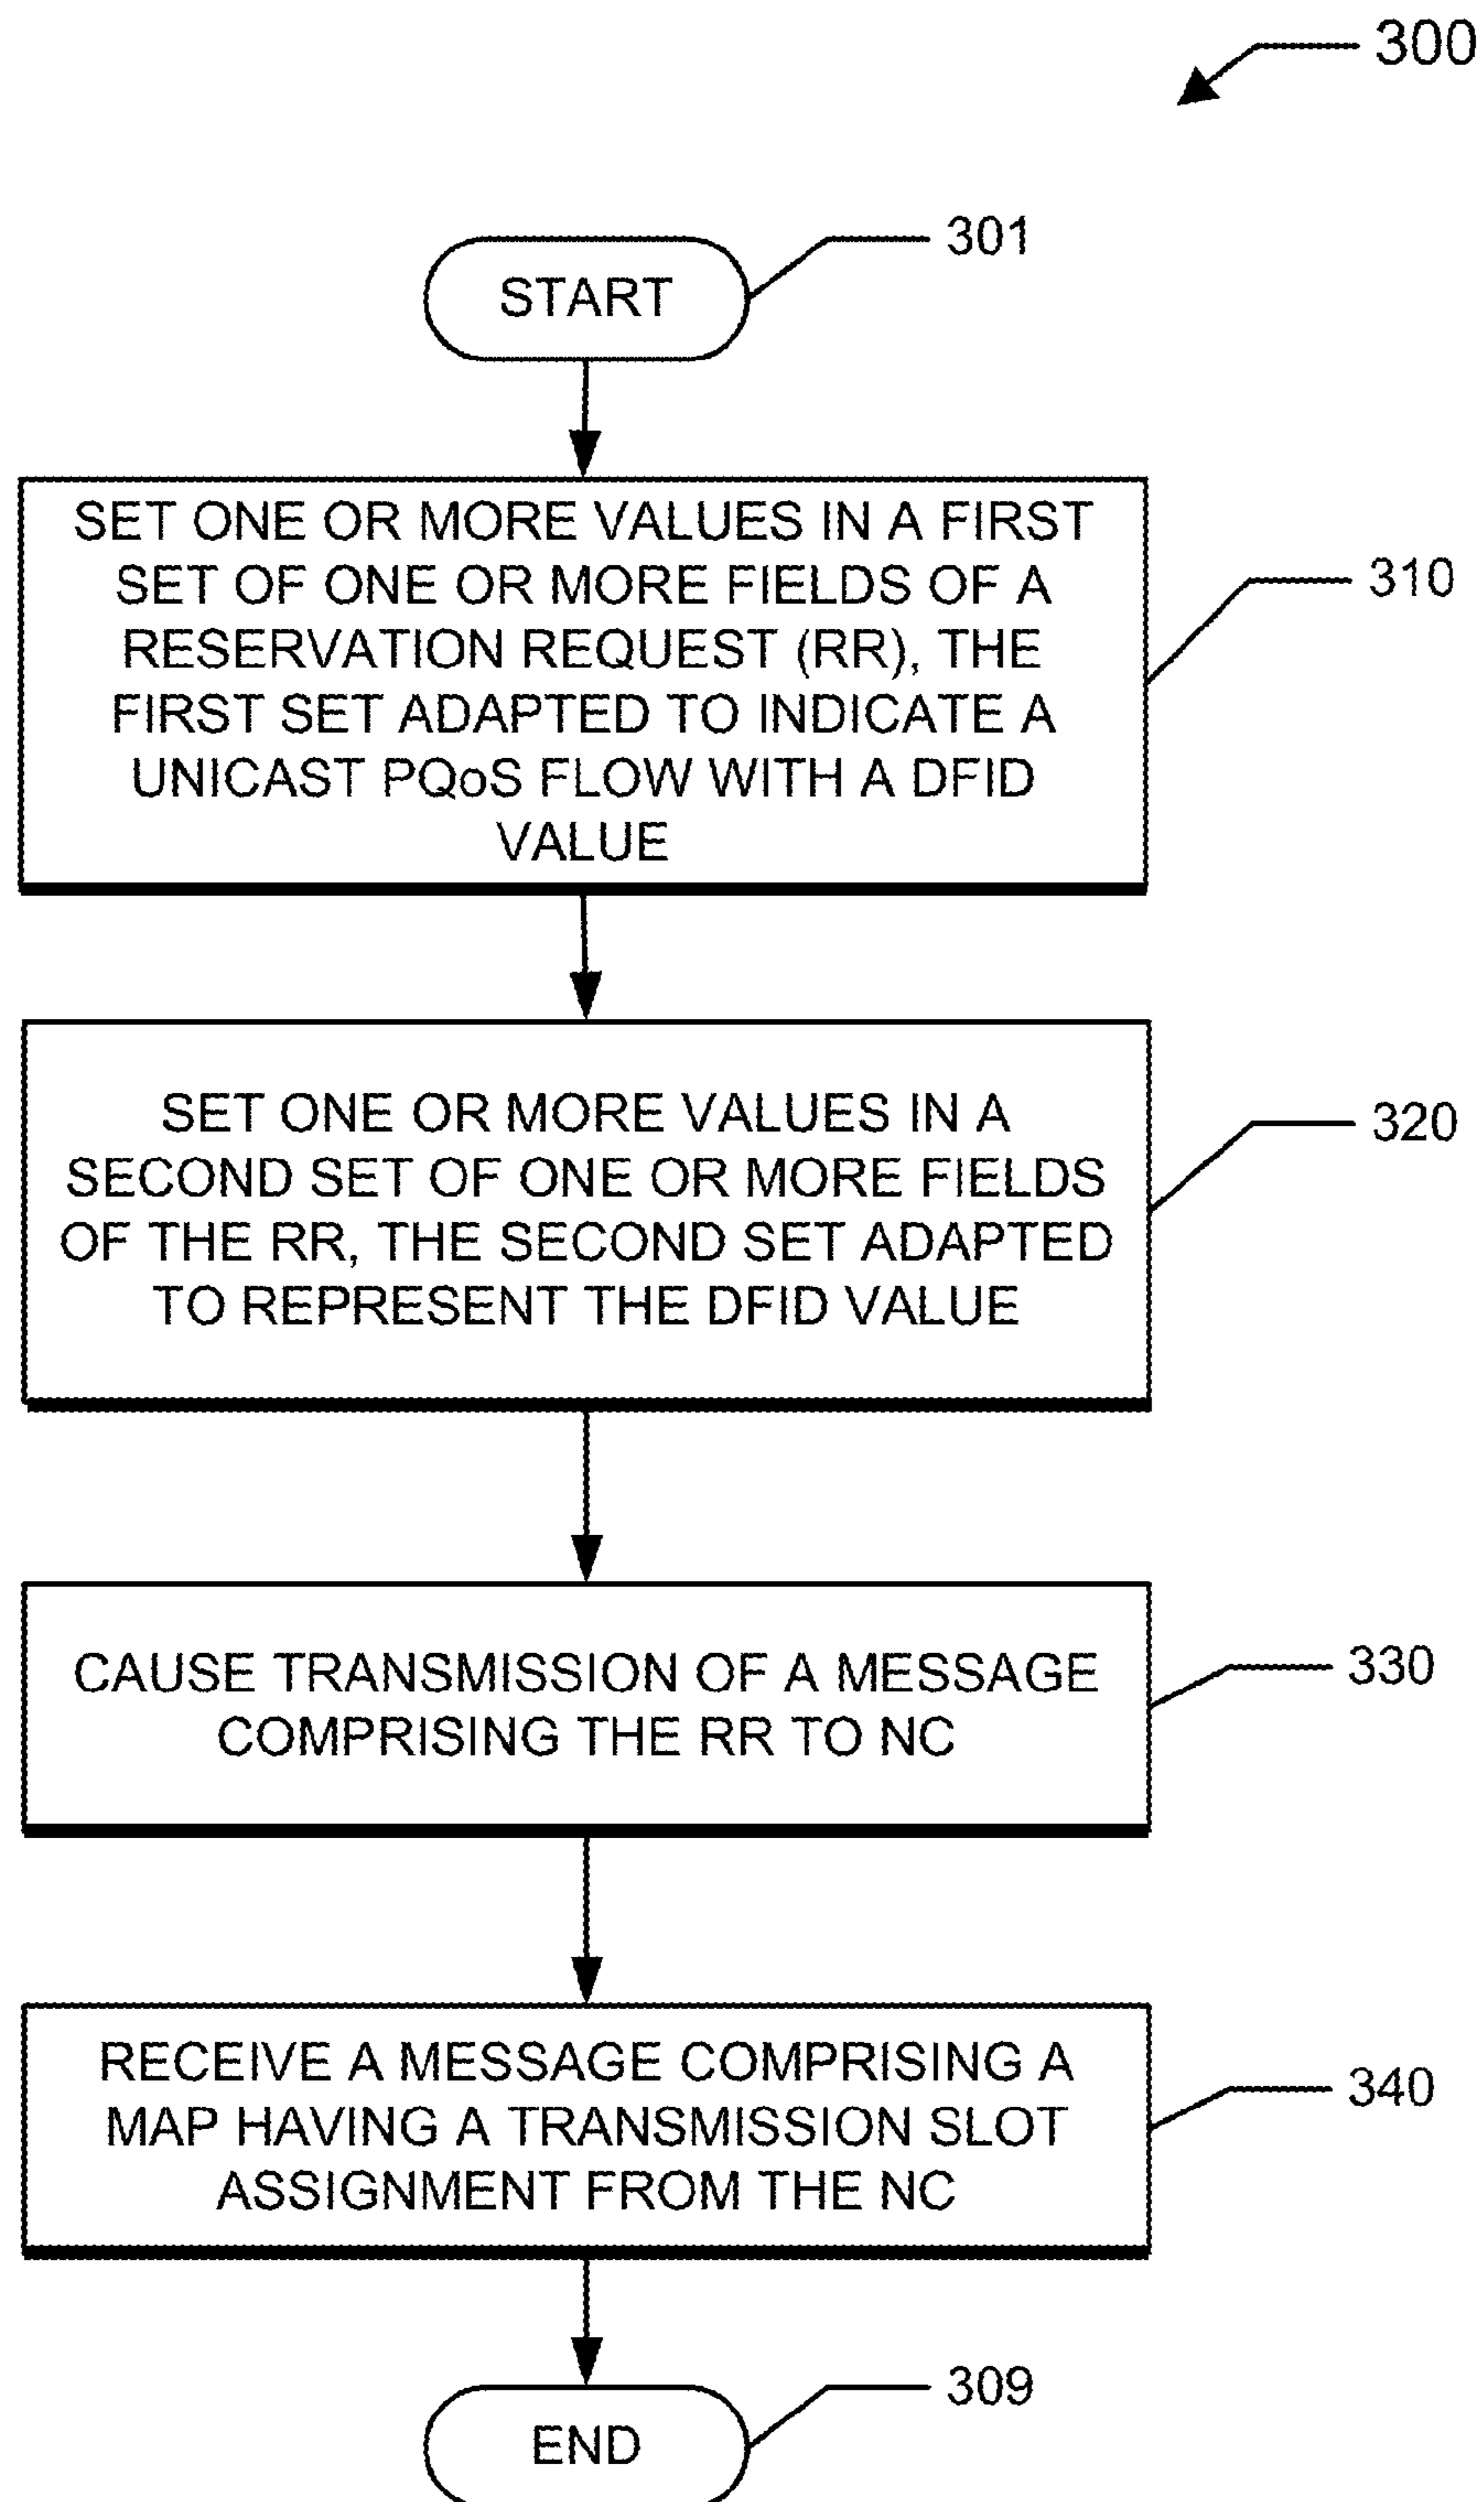 300
301
START
SET ONE OR MORE VALUES IN A FIRST
SET OF ONE OR MORE FIELDS OF A
RESERVATION REQUEST (RR), THE
FIRST SET ADAPTED TO INDICATE A
UNICAST PQoS FLOW WITH A DFID
VALUE
310
SET ONE OR MORE VALUES IN A
SECOND SET OF ONE OR MORE FIELDS
OF THE RR, THE SECOND SET ADAPTED
TO REPRESENT THE DFID VALUE
320
CAUSE TRANSMISSION OF A MESSAGE
COMPRISING THE RR TO NC
330
RECEIVE A MESSAGE COMPRISING A
MAP HAVING A TRANSMISSION SLOT
ASSIGNMENT FROM THE NC
340
309
END